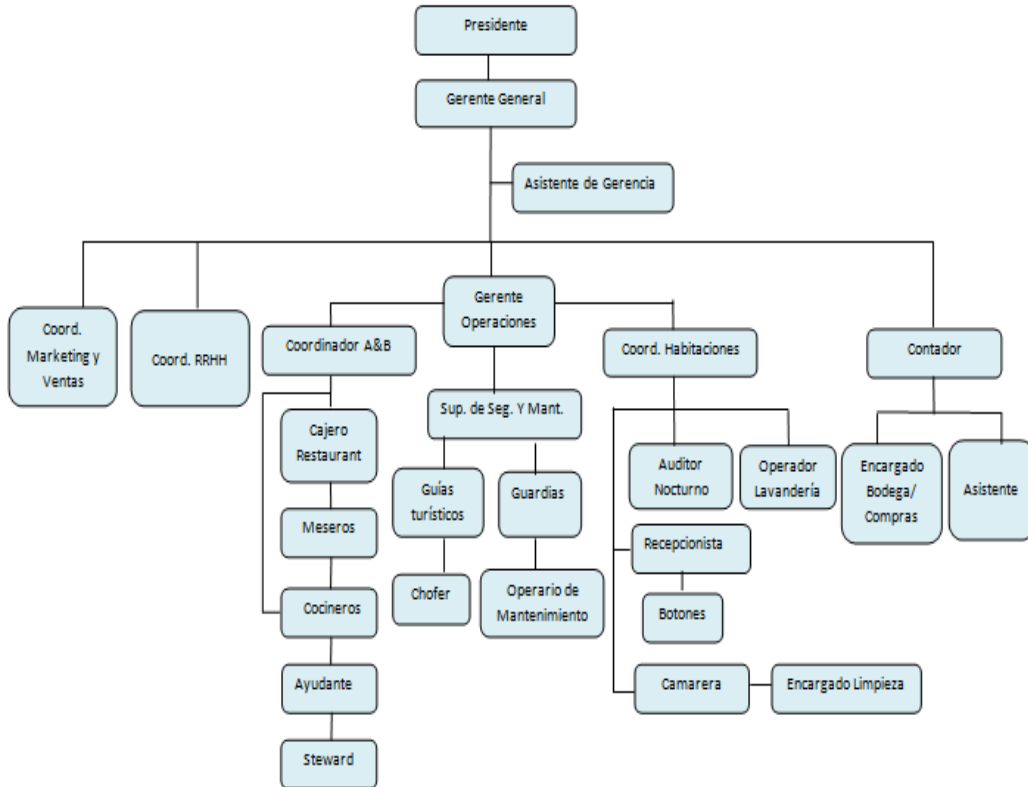 Presidente
Gerente General
Asistente de Gerencia
Coord.
Marketing y
Ventas
Coord. RRHH
Gerente
Operaciones
Coordinador A&B
Coord. Habitaciones
Contador
Sup. de Seg. Y Mant.
Cajero
Restaurant
Meseros
Cocineros
Ayudante
Steward
Guías
turísticos
Chofer
Guardias
Operario de
Mantenimiento
Auditor
Nocturno
Operador
Lavandería
Recepcionista
Botones
Camarera
Encargado Limpieza
Encargado
Bodega/
Compras
Asistente